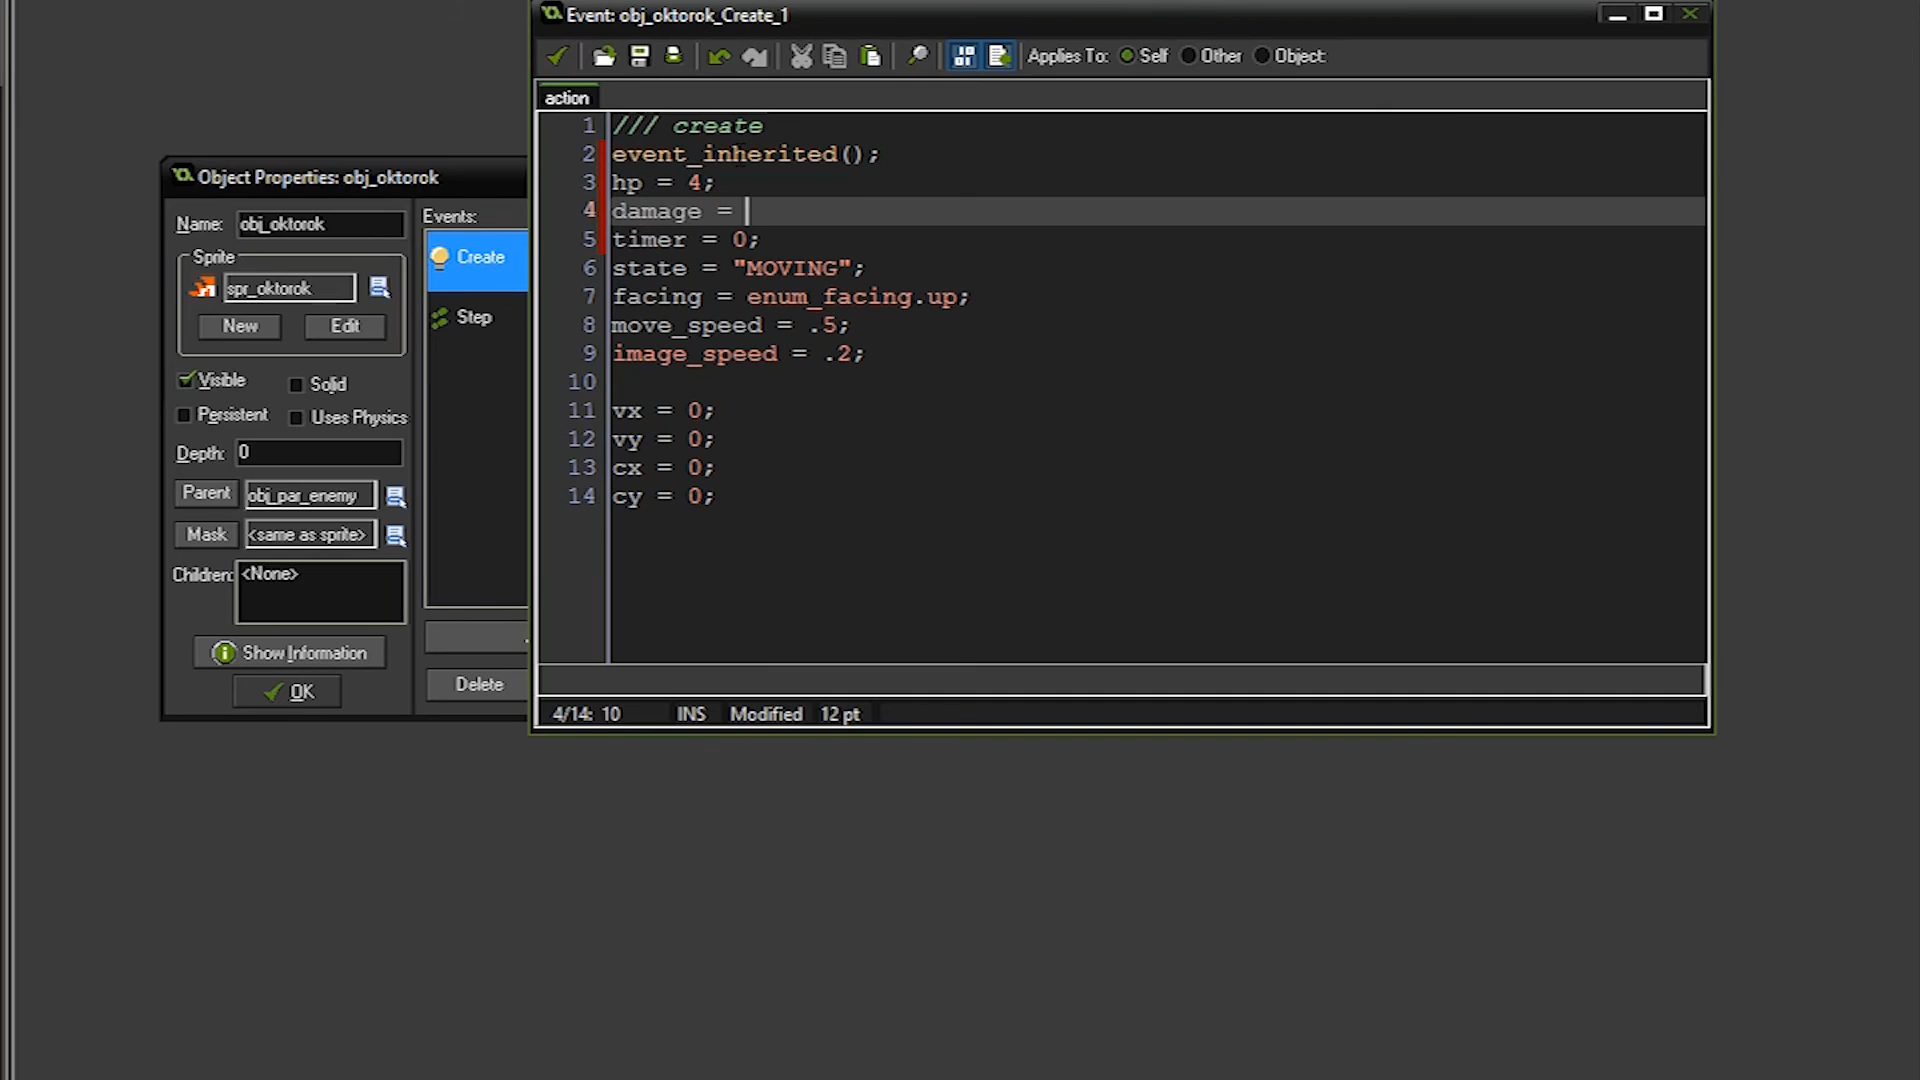 Event: obj_oktorok_Create_1
Applies To: Self Other Object:
action
1 /// create
2 event_inherited();
3 hp = 4;
4 damage =
5 timer = 0;
6 state = "MOVING";
7 facing = enum_facing.up;
8 move_speed = .5;
9 image_speed = .2;
10
11 vx = 0;
12 vy = 0;
13 cx = 0;
14 cy = 0;
4/14: 10 INS Modified 12 pt
Object Properties: obj_oktorok
Name: obj_oktorok
Sprite
spr_oktorok
New Edit
Visible Solid
Persistent Uses Physics
Depth: 0
Parent obj_par_enemy
Mask <same as sprite>
Children: <None>
Show Information
OK
Events:
Create
Step
Delete